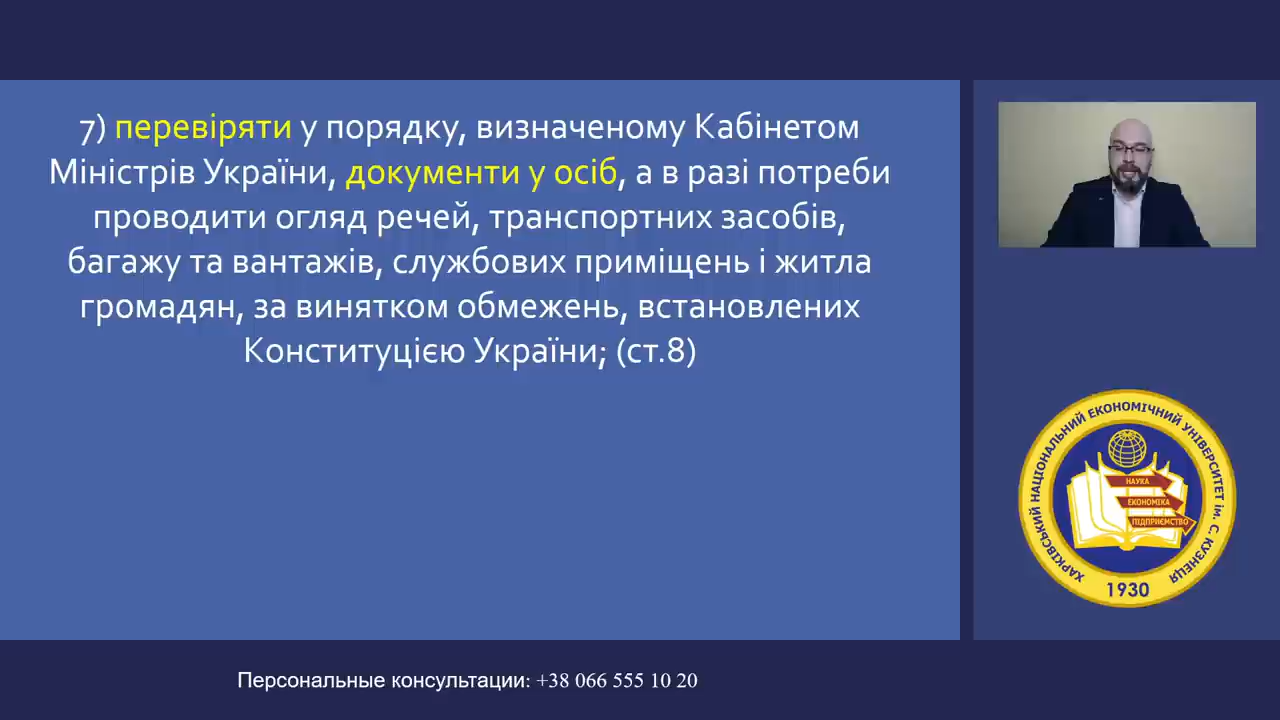 7) перевіряти у порядку, визначеному Кабінетом
Міністрів України, документи у осіб, а в разі потреби
проводити огляд речей, транспортних засобів,
багажу та вантажів, службових приміщень і житла
громадян, за винятком обмежень, встановлених
Конституцією України; (ст.8)
ХАРКІВСЬКИЙ НАЦІОНАЛЬНИЙ ЕКОНОМІЧНИЙ УНІВЕРСИТЕТ ім. С. КУЗНЕЦЯ
НАУКА
ЕКОНОМІКА
ПІДПРИЄМСТВО
1930
Персональные консультации: +38 066 555 10 20